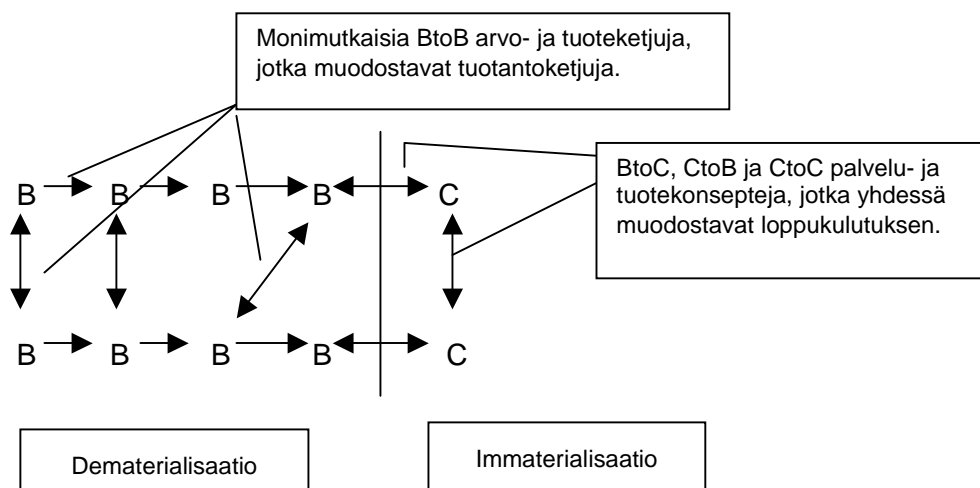 Monimutkaisia BtoB arvo- ja tuoteketjuja,
jotka muodostavat tuotantoketjuja.
BtoC, CtoB ja CtoC palvelu- ja
tuotekonsepteja, jotka yhdessä
muodostavat loppukulutuksen.
B B B B C
B B B B C
Dematerialisaatio
Immaterialisaatio